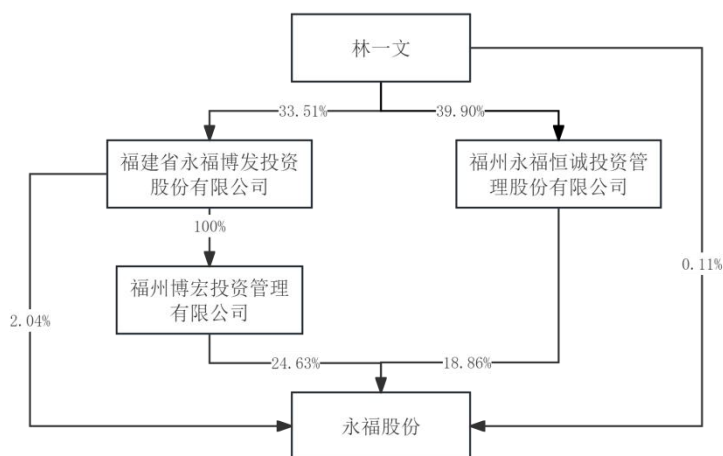 林一文
33.51%
39.90%
福建省永福博发投资
股份有限公司
福州永福恒诚投资管
理股份有限公司
100%
0.11%
福州博宏投资管理
有限公司
2.04%
24.63%
18.86%
永福股份